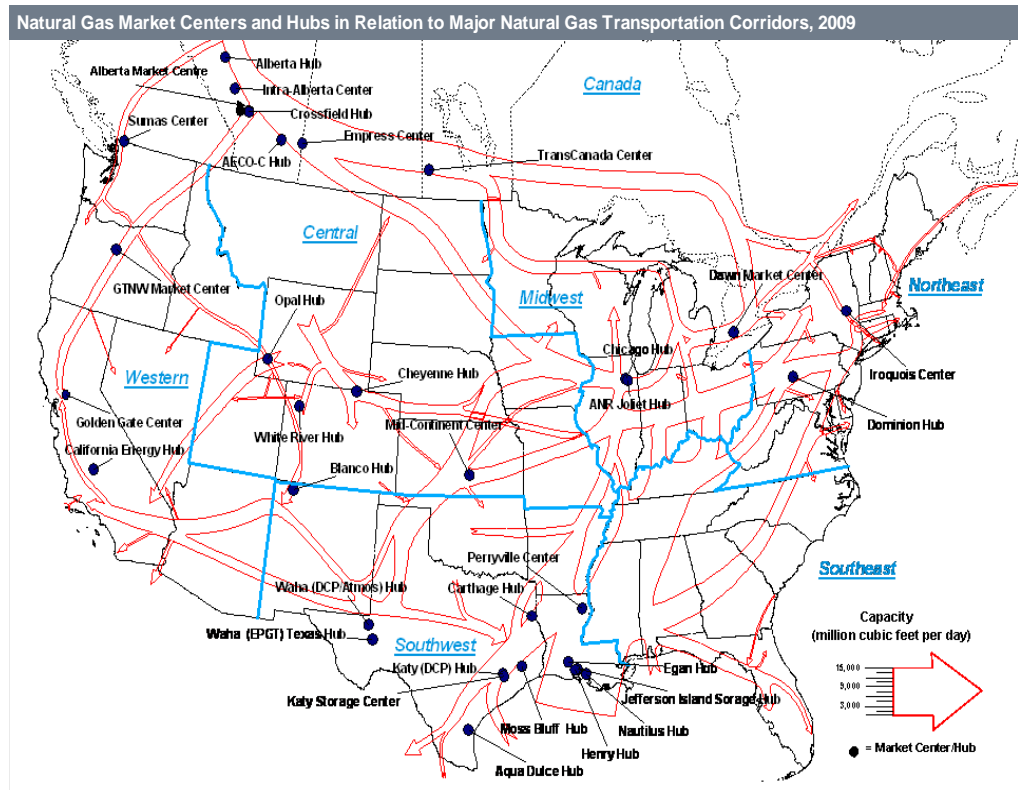 Natural Gas Market Centers and Hubs in Relation to Major Natural Gas Transportation Corridors, 2009
Alberta Hub
Alberta Market Centre
Canada
Intra-Alberta Center
Crossfield Hub
Sumas Center
Empress Center
AECO-C Hub
TransCanada Center
Central
Dawn Market Center
Northeast
GTNW Market Center
Opal Hub
Midwest
Chicago Hub
Western
Cheyenne Hub
Iroquois Center
ANR Joliet Hub
Golden Gate Center
Mid-Continent Center
Dominion Hub
White River Hub
California Energy Hub
Blanco Hub
Perryville Center
Southeast
Waha (DCP/Atmos) Hub
Carthage Hub
Capacity
(million cubic feet per day)
Waha (EPGT) Texas Hub
Southwest
Katy (DCP) Hub
Egan Hub
15,000
9,000
3,000
Katy Storage Center
Jefferson Island Sorage Hub
Moss Bluff Hub
Nautilus Hub
Henry Hub
= Market Center/Hub
Aqua Dulce Hub